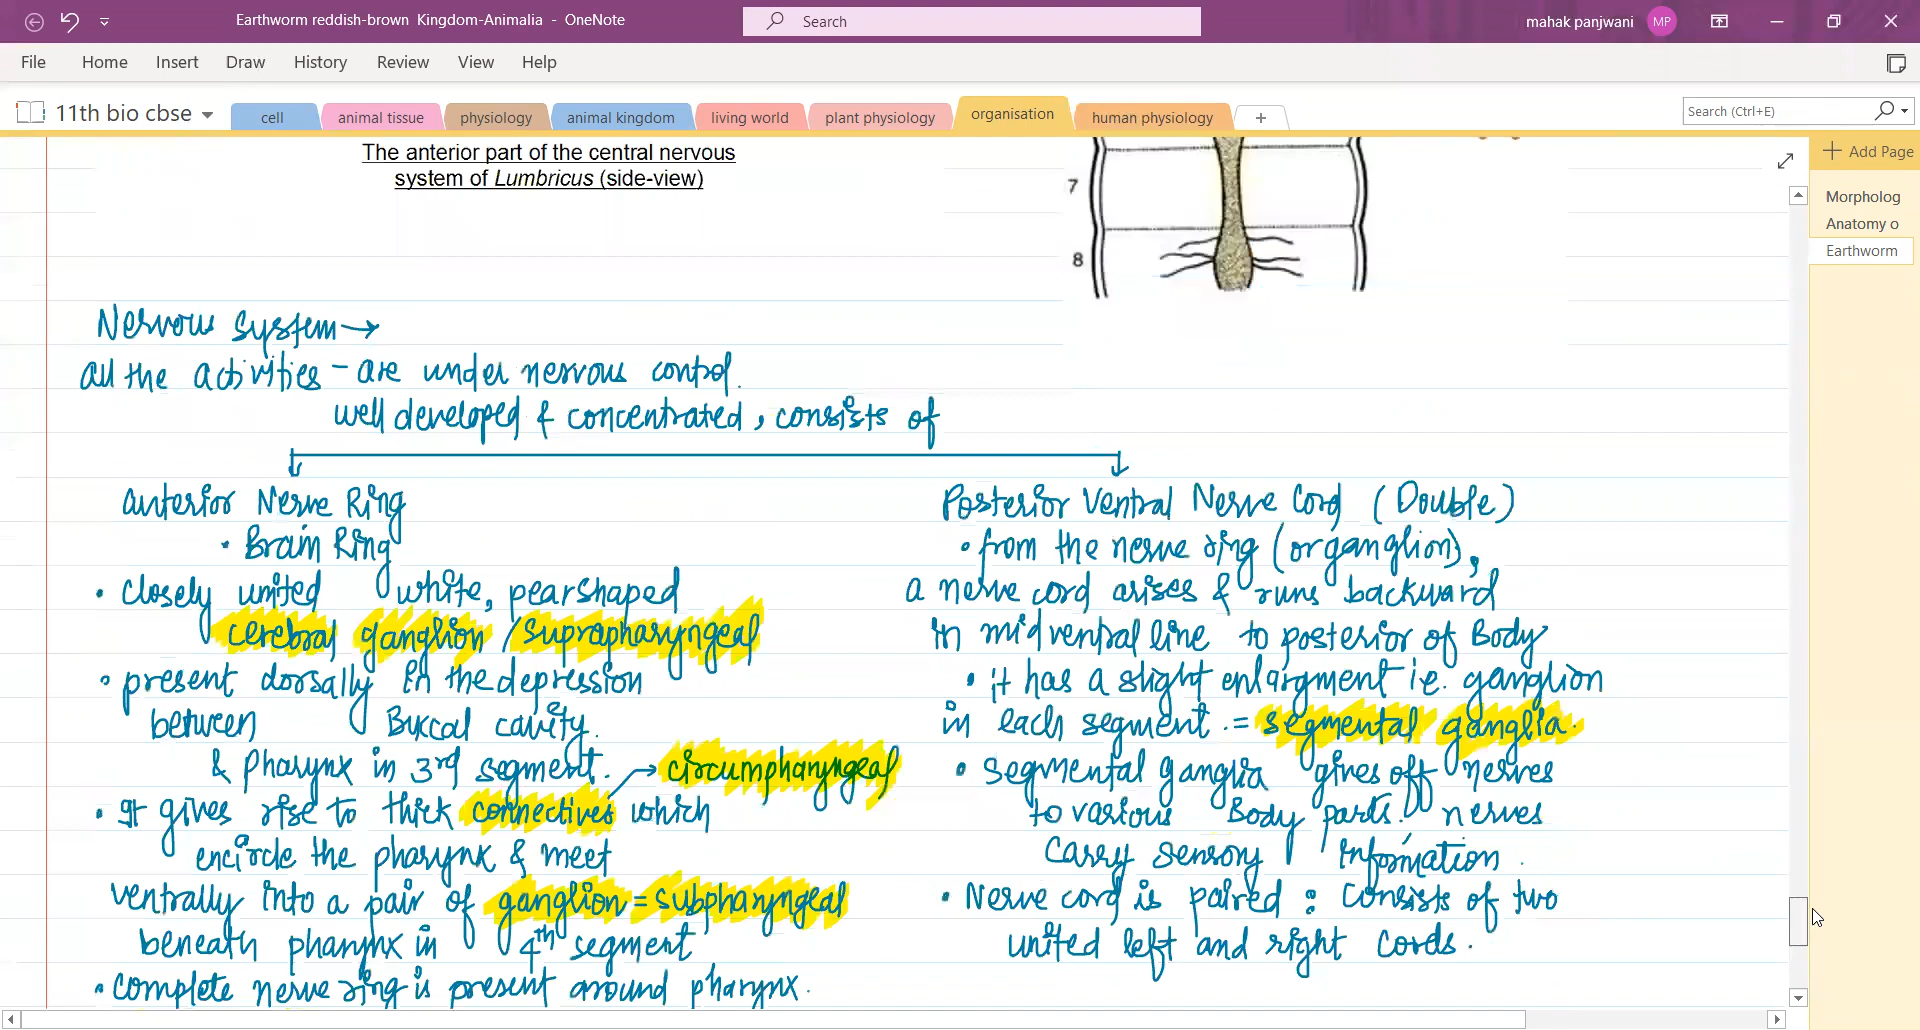 Earthworm reddish-brown Kingdom-Animalia - OneNote
Search
mahak panjwani
MP
File Home Insert Draw History Review View Help
11th bio cbse
cell
animal tissue
physiology
animal kingdom
living world
plant physiology
organisation
human physiology
+
Search (Ctrl+E)
Add Page
Morpholog
Anatomy o
Earthworm
The anterior part of the central nervous
system of Lumbricus (side-view)
7
8
Nervous System →
All the activities - are under nervous control.
well developed & concentrated, consists of
Anterior Nerve Ring
• Brain Ring
• closely united white, pearshaped
cerebral ganglion / suprapharyngeal
• present dorsally in the depression
between Buccal cavity.
& Pharynx in 3rd segment.
→ circumpharyngeal
• It gives rise to thick connectives which
encircle the pharynx & meet
ventrally into a pair of ganglion = subpharyngeal
beneath pharynx in 4th segment
• complete nerve ring is present around pharynx.
Posterior Ventral Nerve Cord (Double)
• from the nerve ring (or ganglion),
a nerve cord arises & runs backward
in midventral line to posterior of Body
• it has a slight enlargment i.e. ganglion
in each segment. = segmental ganglia.
• segmental ganglia gives off nerves
to various Body parts. nerves
carry sensory information.
• Nerve cord is paired : consists of two
united left and right cords.